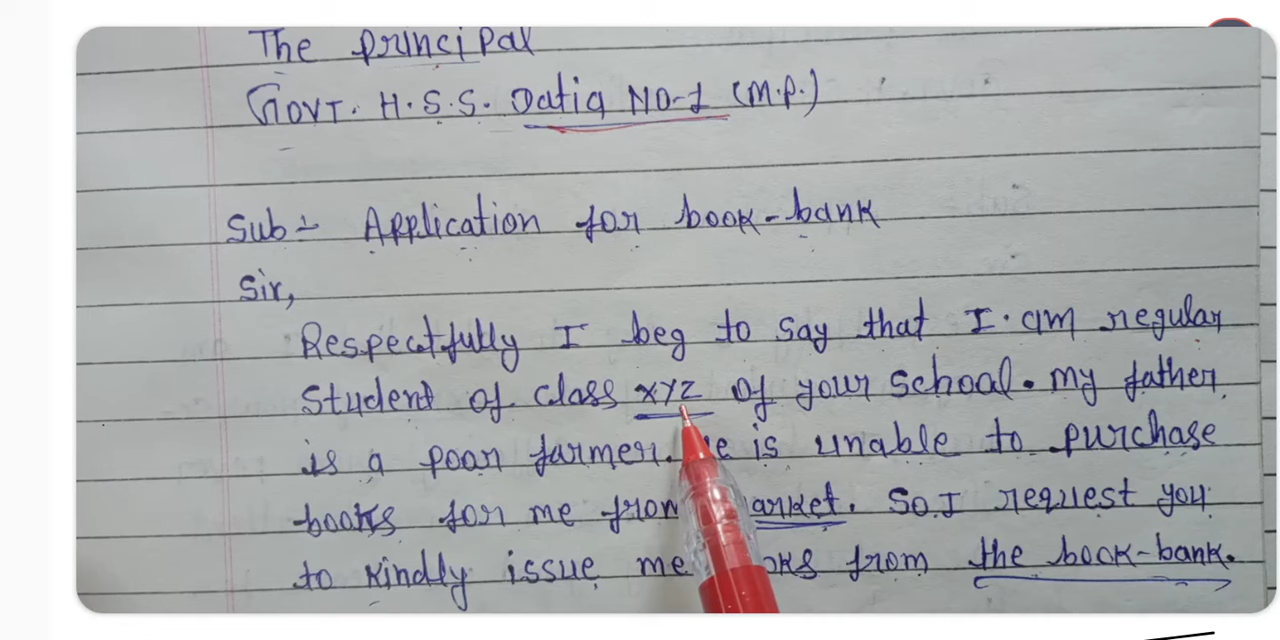 The principal
Govt. H.S.S. Datia NO-1 (M.P.)
Sub:- Application for book-bank
Sir,
Respectfully I beg to say that I am regular
Student of class XYZ of your school. My father
is a poor farmer. is unable to purchase
books for me from market. So I request you
to kindly issue me from the book-bank.